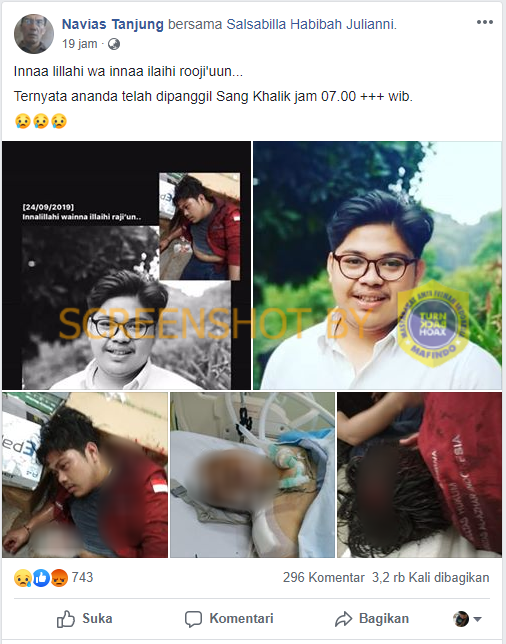 Navias Tanjung bersama Salsabilla Habibah Julianni.
19 jam ·
Innaa lillahi wa innaa ilaihi rooji'uun...
Ternyata ananda telah dipanggil Sang Khalik jam 07.00 +++ wib.
[24/09/2019]
Innalillahi wainna illaihi raji'un..
SCREENSHOT BY
TURN
BACK
HOAX
MAFINDO
743
296 Komentar 3,2 rb Kali dibagikan
Suka Komentari Bagikan